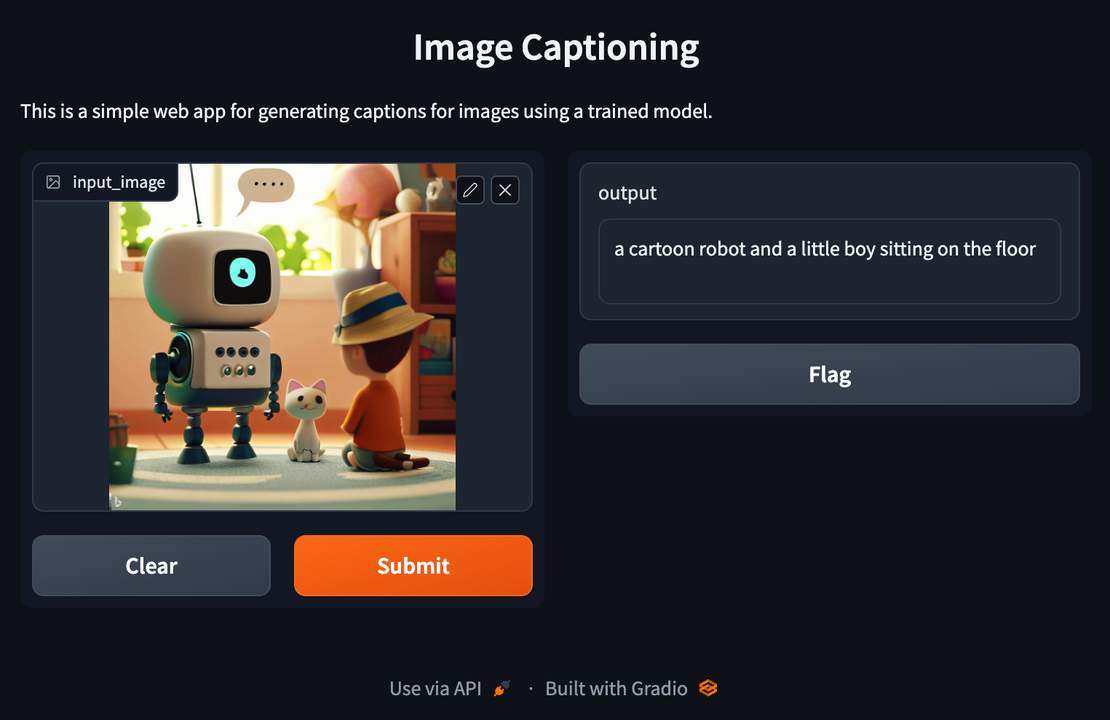 Image Captioning
This is a simple web app for generating captions for images using a trained model.
input_image
output
a cartoon robot and a little boy sitting on the floor
Flag
Clear
Submit
Use via API · Built with Gradio